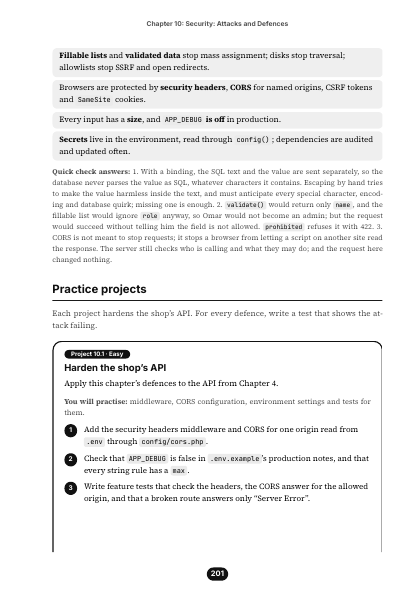 Chapter 10: Security: Attacks and Defences
Fillable lists and validated data stop mass assignment; disks stop traversal;
allowlists stop SSRF and open redirects.
Browsers are protected by security headers, CORS for named origins, CSRF tokens
and SameSite cookies.
Every input has a size, and APP_DEBUG is off in production.
Secrets live in the environment, read through config() ; dependencies are audited
and updated often.
Quick check answers: 1. With a binding, the SQL text and the value are sent separately, so the
database never parses the value as SQL, whatever characters it contains. Escaping by hand tries
to make the value harmless inside the text, and must anticipate every special character, encod-
ing and database quirk; missing one is enough. 2. validate() would return only name, and the
fillable list would ignore role anyway, so Omar would not become an admin; but the request
would succeed without telling him the field is not allowed. prohibited refuses it with 422. 3.
CORS is not meant to stop requests; it stops a browser from letting a script on another site read
the response. The server still checks who is calling and what they may do; and the request here
changed nothing.
Practice projects
Each project hardens the shop's API. For every defence, write a test that shows the at-
tack failing.
Project 10.1 · Easy
Harden the shop's API
Apply this chapter's defences to the API from Chapter 4.
You will practise: middleware, CORS configuration, environment settings and tests for
them.
1 Add the security headers middleware and CORS for one origin read from
.env through config/cors.php .
2 Check that APP_DEBUG is false in .env.example's production notes, and that
every string rule has a max .
3 Write feature tests that check the headers, the CORS answer for the allowed
origin, and that a broken route answers only "Server Error".
201